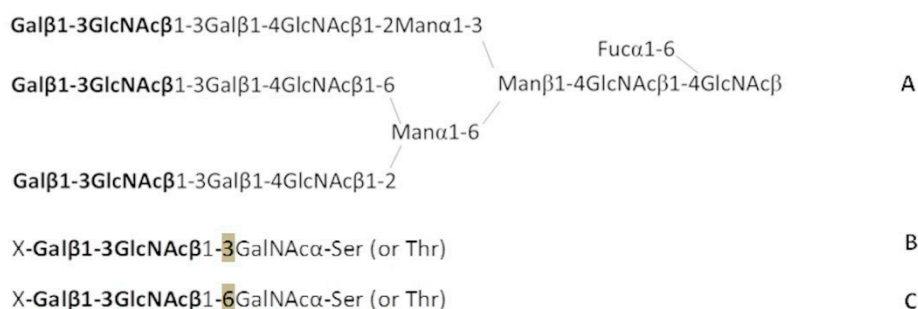 Galβ1-3GlcNAcβ1-3Galβ1-4GlcNAcβ1-2Manα1-3
Fucα1-6
Galβ1-3GlcNAcβ1-3Galβ1-4GlcNAcβ1-6
Manβ1-4GlcNAcβ1-4GlcNAcβ
A
Manα1-6
Galβ1-3GlcNAcβ1-3Galβ1-4GlcNAcβ1-2
X-Galβ1-3GlcNAcβ1-3GalNAcα-Ser (or Thr)
B
X-Galβ1-3GlcNAcβ1-6GalNAcα-Ser (or Thr)
C